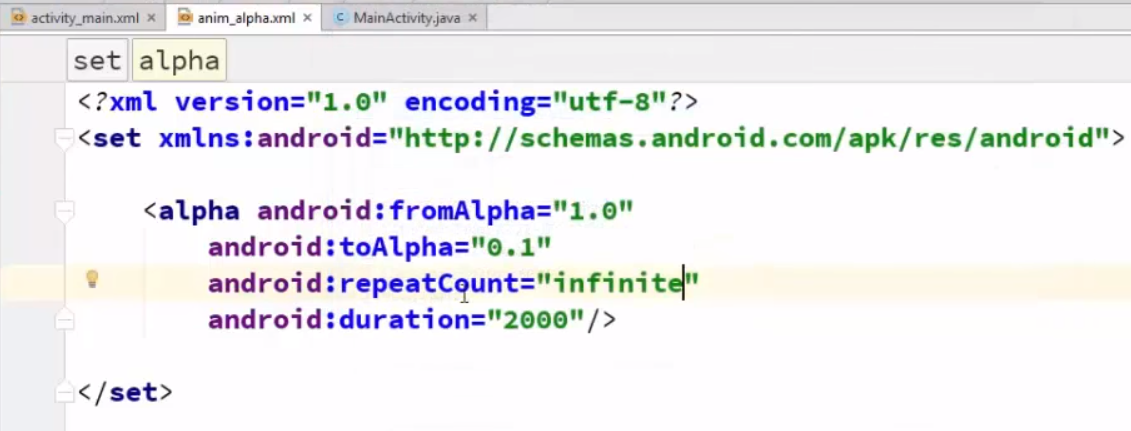 activity_main.xml × anim_alpha.xml × C MainActivity.java ×
set alpha
<?xml version="1.0" encoding="utf-8"?>
<set xmlns:android="http://schemas.android.com/apk/res/android">
<alpha android:fromAlpha="1.0"
android:toAlpha="0.1"
android:repeatCount="infinite"
android:duration="2000"/>
</set>